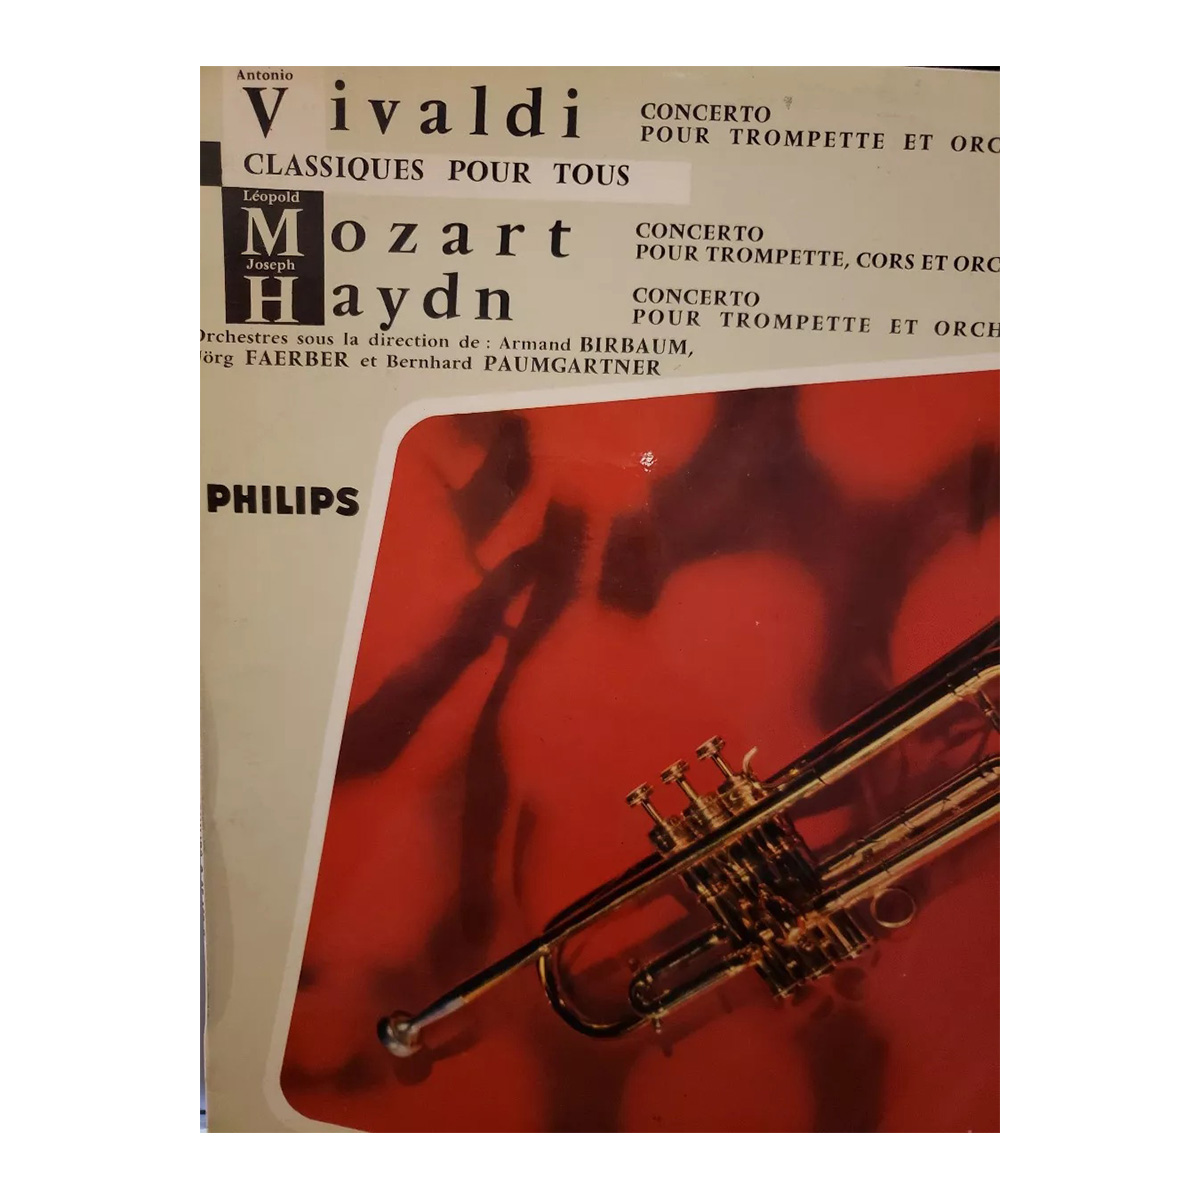 Antonio
Vivaldi
CONCERTO
POUR TROMPETTE ET ORC
CLASSIQUES POUR TOUS
Léopold
Mozart
CONCERTO
POUR TROMPETTE, CORS ET ORC
Joseph
Haydn
CONCERTO
POUR TROMPETTE ET ORCH
Orchestres sous la direction de : Armand BIRBAUM,
Jörg FAERBER et Bernhard PAUMGARTNER
PHILIPS